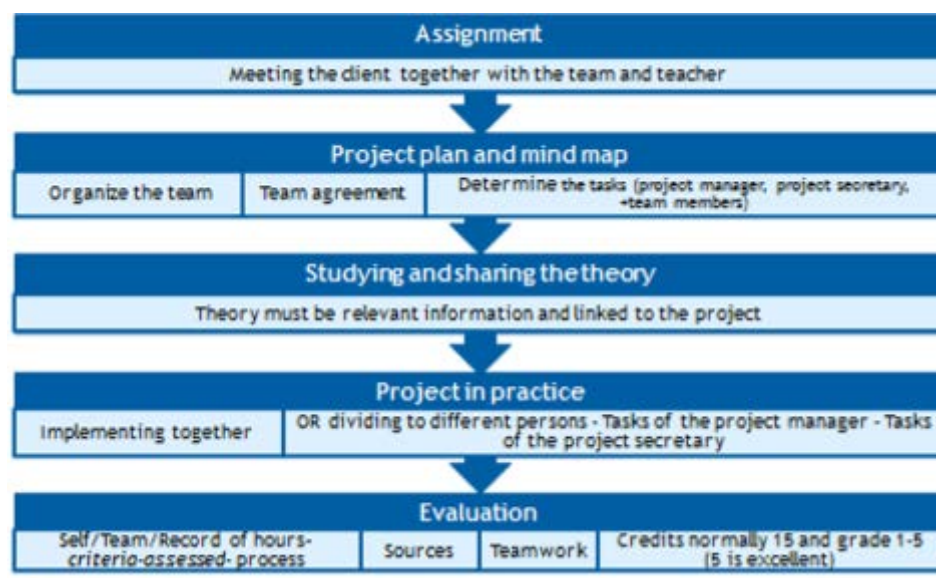 Assignment
Meeting the client together with the team and teacher
Project plan and mind map
Organize the team
Team agreement
Determine the tasks (project manager, project secretary,
+team members)
Studying and sharing the theory
Theory must be relevant information and linked to the project
Project in practice
Implementing together
OR dividing to different persons - Tasks of the project manager - Tasks
of the project secretary
Evaluation
Self/Team/Record of hours-
criteria-assessed- process
Sources
Teamwork
Credits normally 15 and grade 1-5
(5 is excellent)